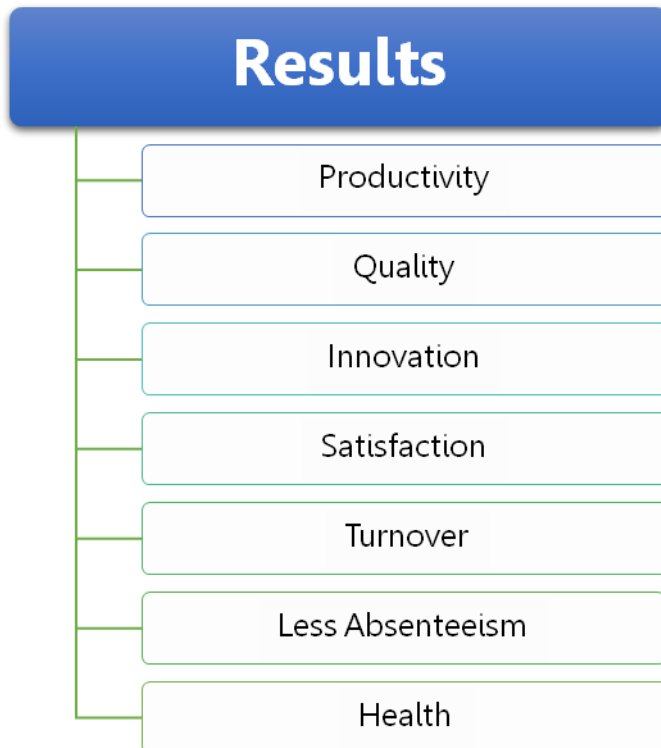 Results
Productivity
Quality
Innovation
Satisfaction
Turnover
Less Absenteeism
Health